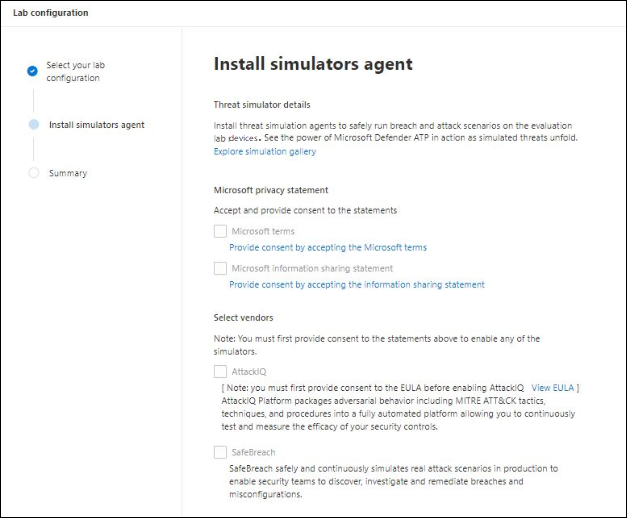 Lab configuration
Select your lab
configuration
Install simulators agent
Summary
Install simulators agent
Threat simulator details
Install threat simulation agents to safely run breach and attack scenarios on the evaluation
lab devices. See the power of Microsoft Defender ATP in action as simulated threats unfold.
Explore simulation gallery
Microsoft privacy statement
Accept and provide consent to the statements
Microsoft terms
Provide consent by accepting the Microsoft terms
Microsoft information sharing statement
Provide consent by accepting the information sharing statement
Select vendors
Note: You must first provide consent to the statements above to enable any of the
simulators.
AttackIQ
[ Note: you must first provide consent to the EULA before enabling AttackIQ View EULA ]
AttackIQ Platform packages adversarial behavior including MITRE ATT&CK tactics,
techniques, and procedures into a fully automated platform allowing you to continuously
test and measure the efficacy of your security controls.
SafeBreach
SafeBreach safely and continuously simulates real attack scenarios in production to
enable security teams to discover, investigate and remediate breaches and
misconfigurations.